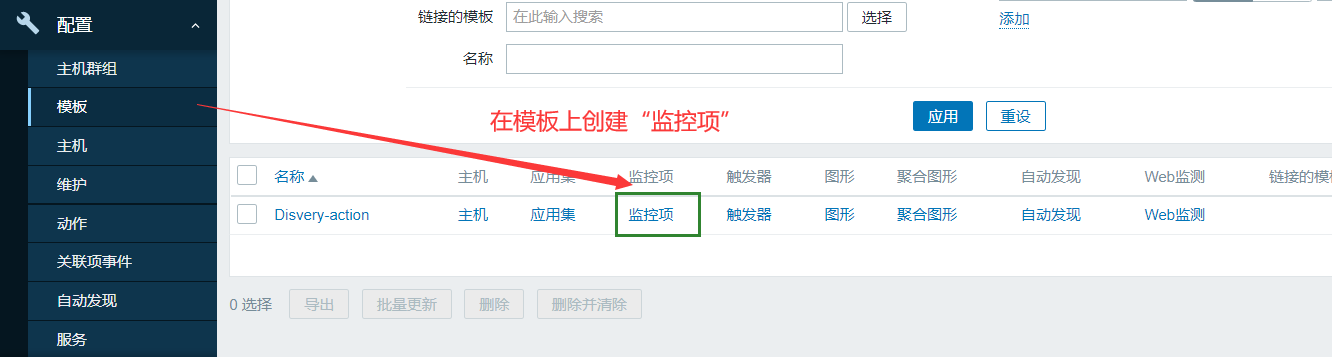 配置
主机群组
模板
主机
维护
动作
关联项事件
自动发现
服务
链接的模板 在此输入搜索 选择
添加
名称
应用 重设
在模板上创建“监控项”
名称 主机 应用集 监控项 触发器 图形 聚合图形 自动发现 Web监测 链接的模
Disvery-action 主机 应用集 监控项 触发器 图形 聚合图形 自动发现 Web监测
0 选择 导出 批量更新 删除 删除并清除